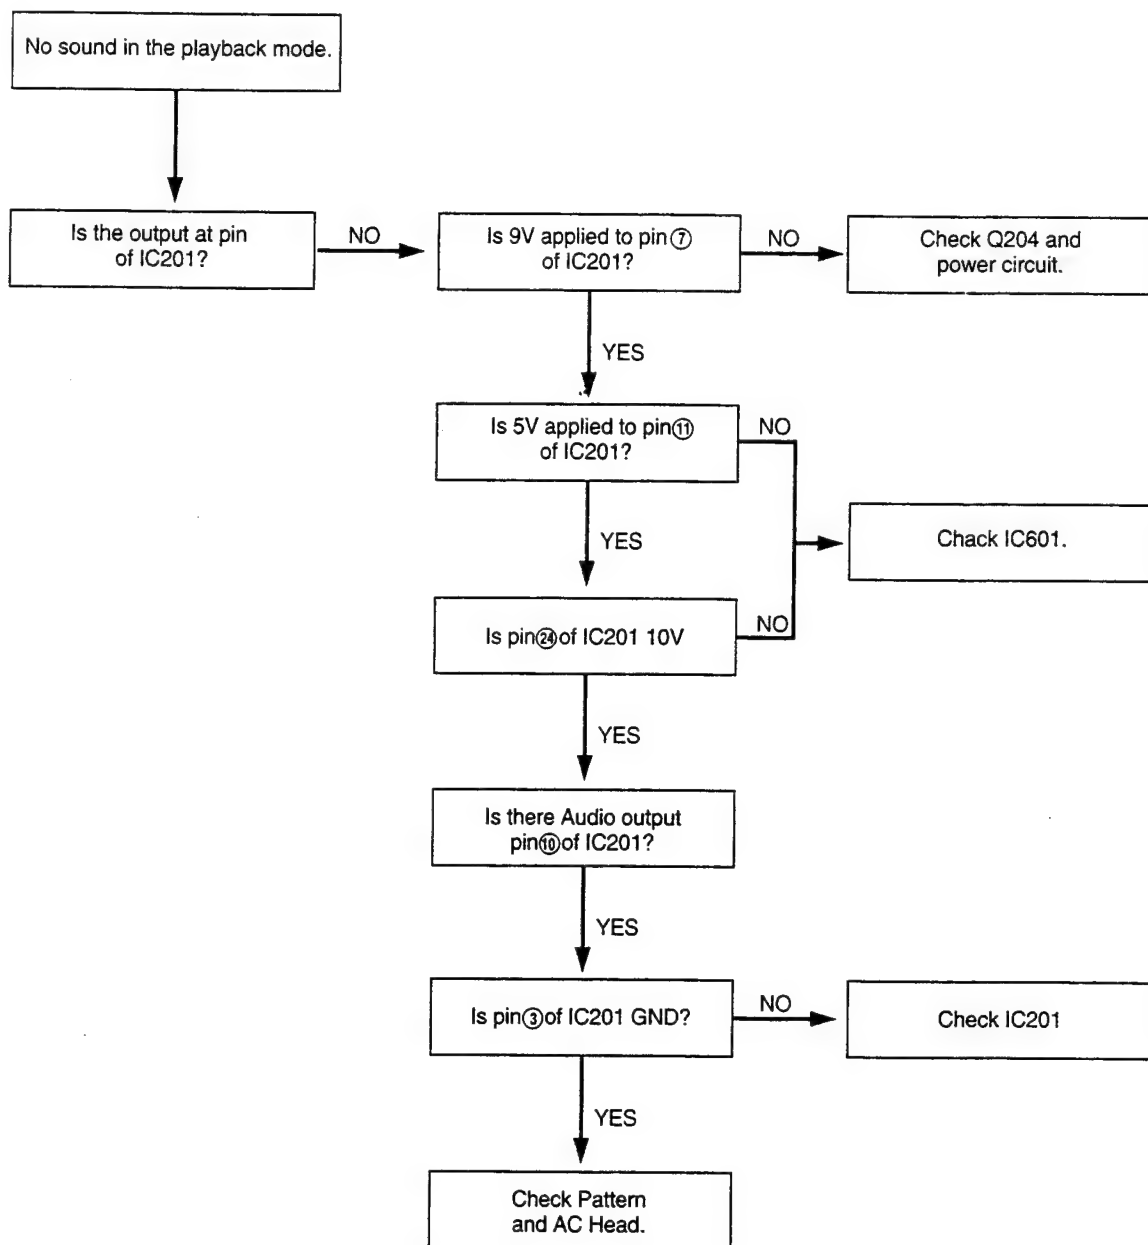 No sound in the playback mode.
Is the output at pin
of IC201?
NO
Is 9V applied to pin⑦
of IC201?
NO
Check Q204 and
power circuit.
YES
Is 5V applied to pin⑪
of IC201?
NO
YES
Chack IC601.
Is pin㉔of IC201 10V
NO
YES
Is there Audio output
pin⑩of IC201?
YES
Is pin③of IC201 GND?
NO
Check IC201
YES
Check Pattern
and AC Head.